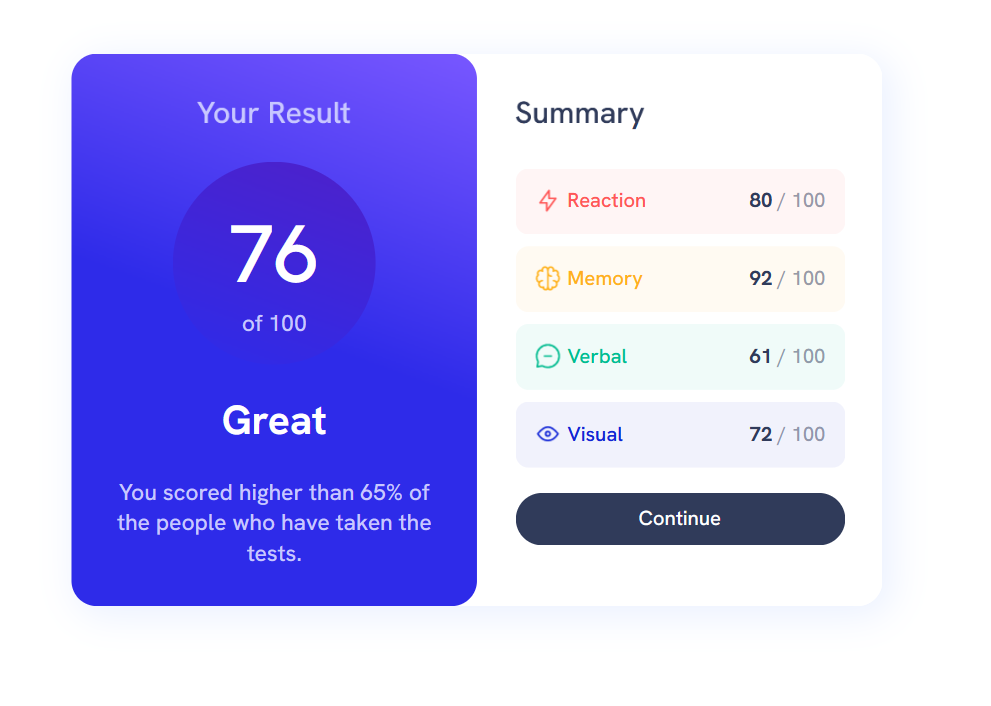 Your Result
76
of 100
Great
You scored higher than 65% of
the people who have taken the
tests.
Summary
Reaction 80 / 100
Memory 92 / 100
Verbal 61 / 100
Visual 72 / 100
Continue